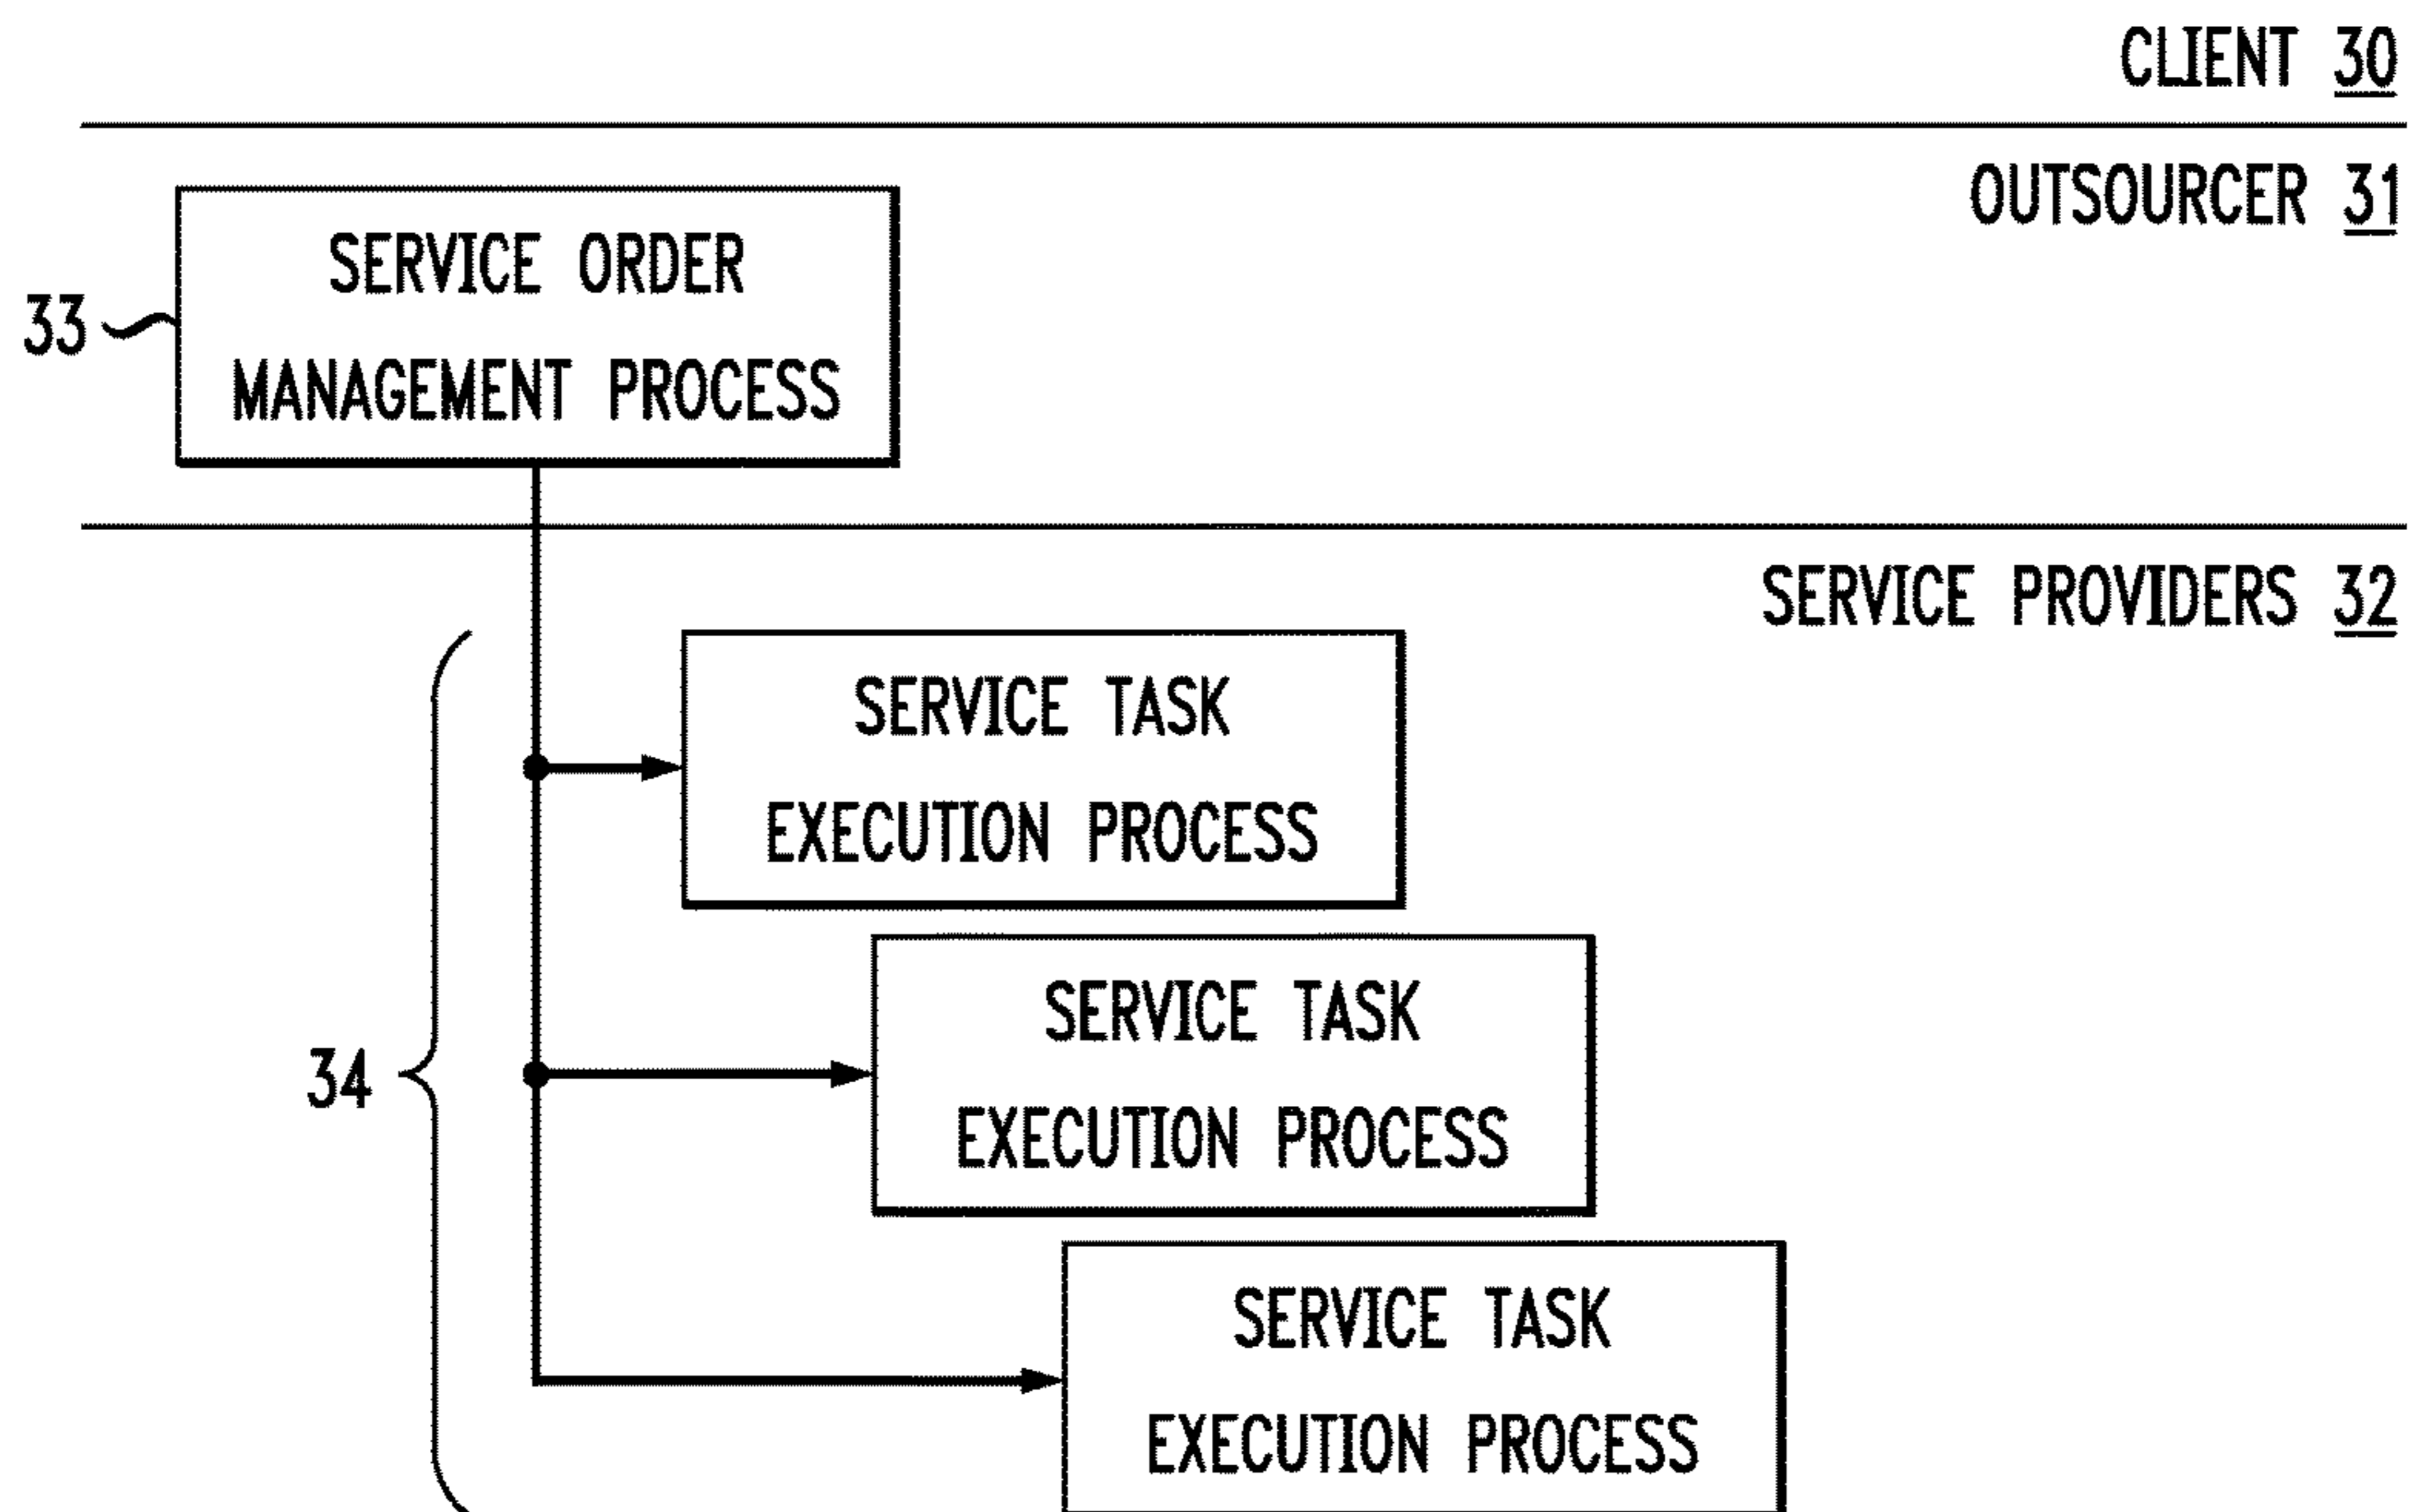 CLIENT 30
OUTSOURCER 31
SERVICE ORDER
33
MANAGEMENT PROCESS
SERVICE PROVIDERS 32
SERVICE TASK
EXECUTION PROCESS
SERVICE TASK
34
EXECUTION PROCESS
SERVICE TASK
EXECUTION PROCESS